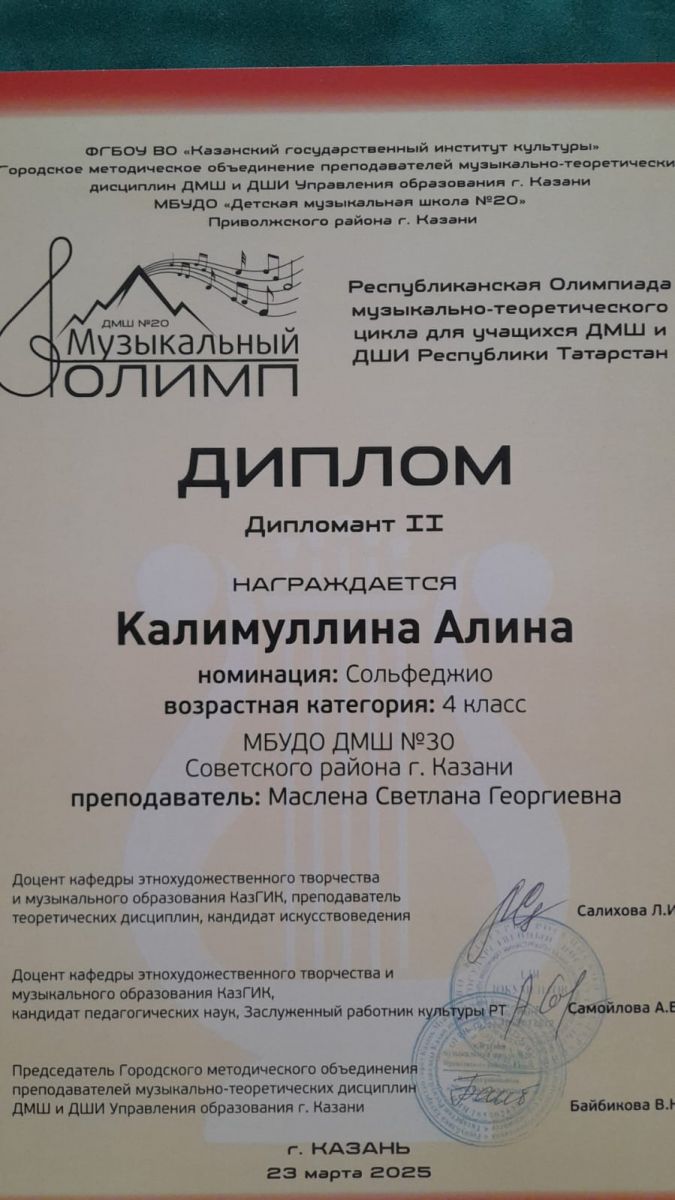 ФГБОУ ВО «Казанский государственный институт культуры»
Городское методическое объединение преподавателей музыкально-теоретически
дисциплин ДМШ и ДШИ Управления образования г. Казани
МБУДО «Детская музыкальная школа №20»
Приволжского района г. Казани
ДМШ №20
Музыкальный
ОЛИМП
Республиканская Олимпиада
музыкально-теоретического
цикла для учащихся ДМШ и
ДШИ Республики Татарстан
ДИПЛОМ
Дипломант II
НАГРАЖДАЕТСЯ
Калимуллина Алина
номинация: Сольфеджио
возрастная категория: 4 класс
МБУДО ДМШ №30
Советского района г. Казани
преподаватель: Маслена Светлана Георгиевна
Доцент кафедры этнохудожественного творчества
и музыкального образования КазГИК, преподаватель
теоретических дисциплин, кандидат искусствоведения
Салихова Л.И
Доцент кафедры этнохудожественного творчества и
музыкального образования КазГИК,
кандидат педагогических наук, Заслуженный работник культуры РТ
Самойлова А.В
Председатель Городского методического объединения
преподавателей музыкально-теоретических дисциплин
ДМШ и ДШИ Управления образования г. Казани
Байбикова В.Н
г. КАЗАНЬ
23 марта 2025